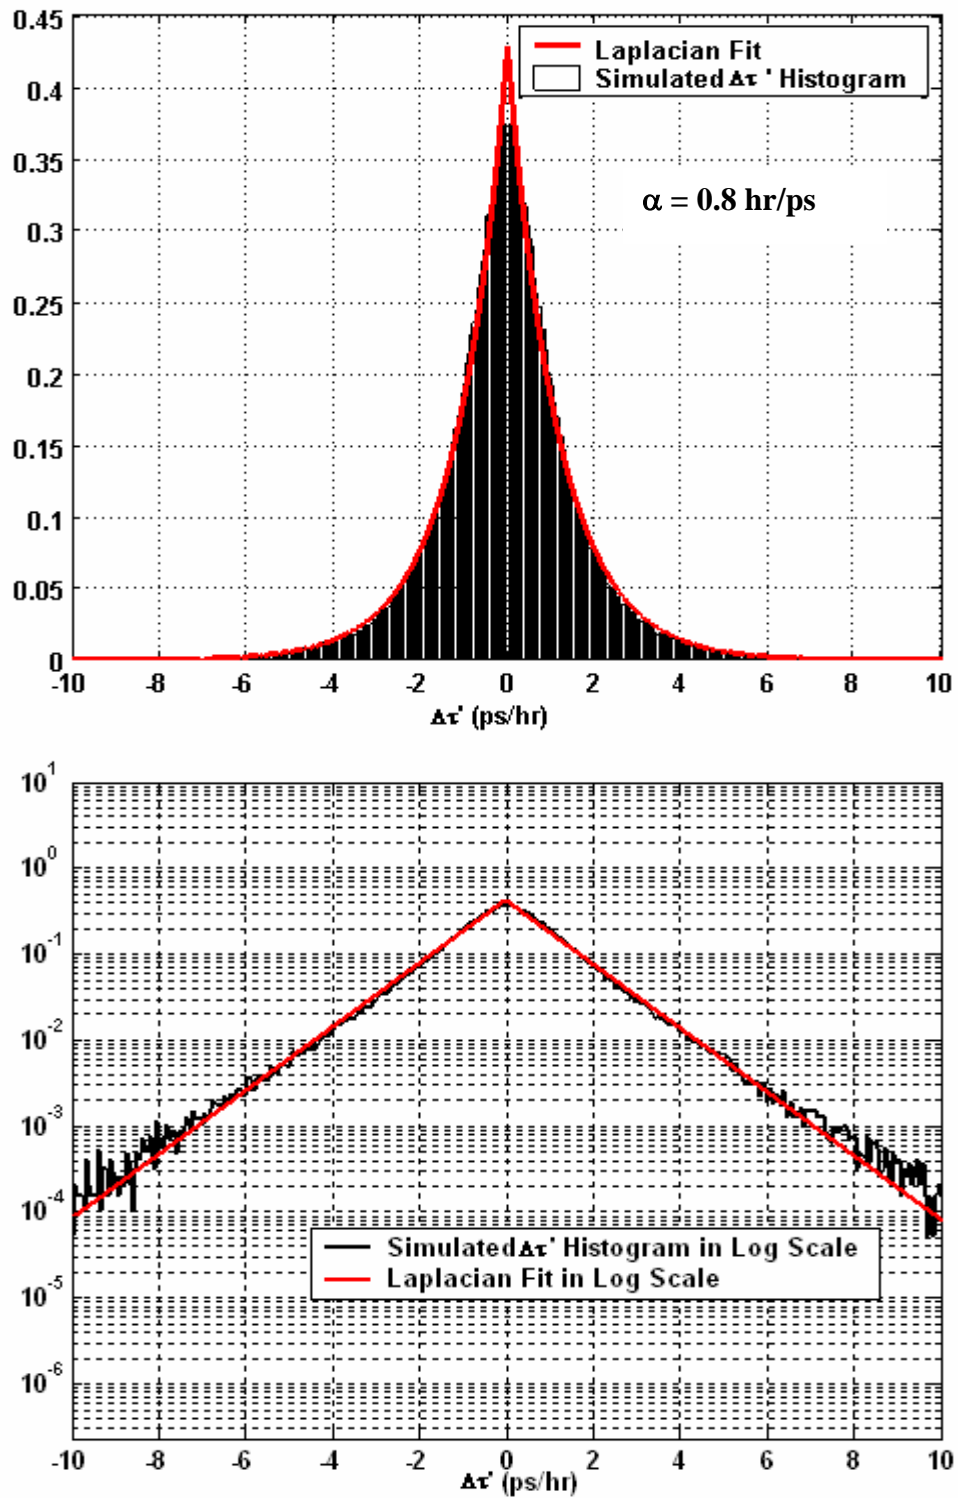 0.45
Laplacian Fit
Simulated Δτ ' Histogram
0.4
0.35
α = 0.8 hr/ps
0.3
0.25
0.2
0.15
0.1
0.05
0
-10 -8 -6 -4 -2 0 2 4 6 8 10
Δτ' (ps/hr)
10^1
10^0
10^-1
10^-2
10^-3
10^-4
Simulated Δτ' Histogram in Log Scale
Laplacian Fit in Log Scale
10^-5
10^-6
-10 -8 -6 -4 -2 0 2 4 6 8 10
Δτ' (ps/hr)